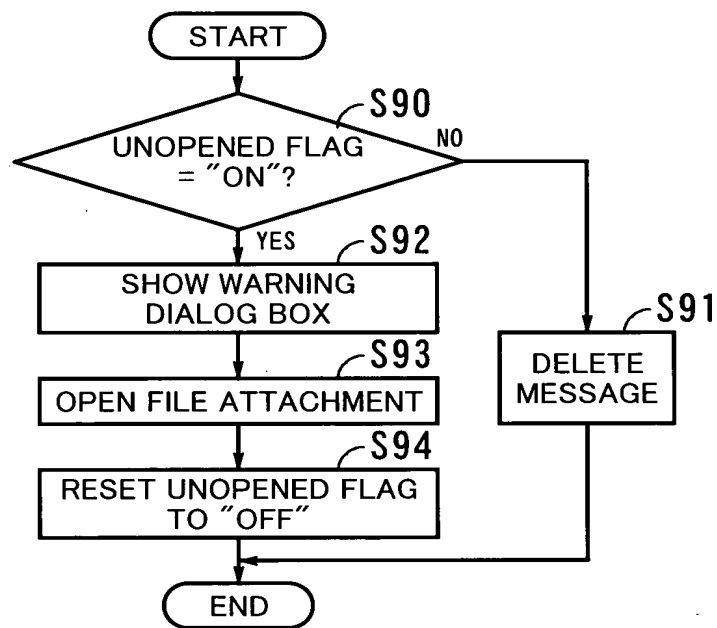 START
S90
UNOPENED FLAG
= "ON"?
NO
YES
S92
SHOW WARNING
DIALOG BOX
S91
DELETE
MESSAGE
S93
OPEN FILE ATTACHMENT
S94
RESET UNOPENED FLAG
TO "OFF"
END